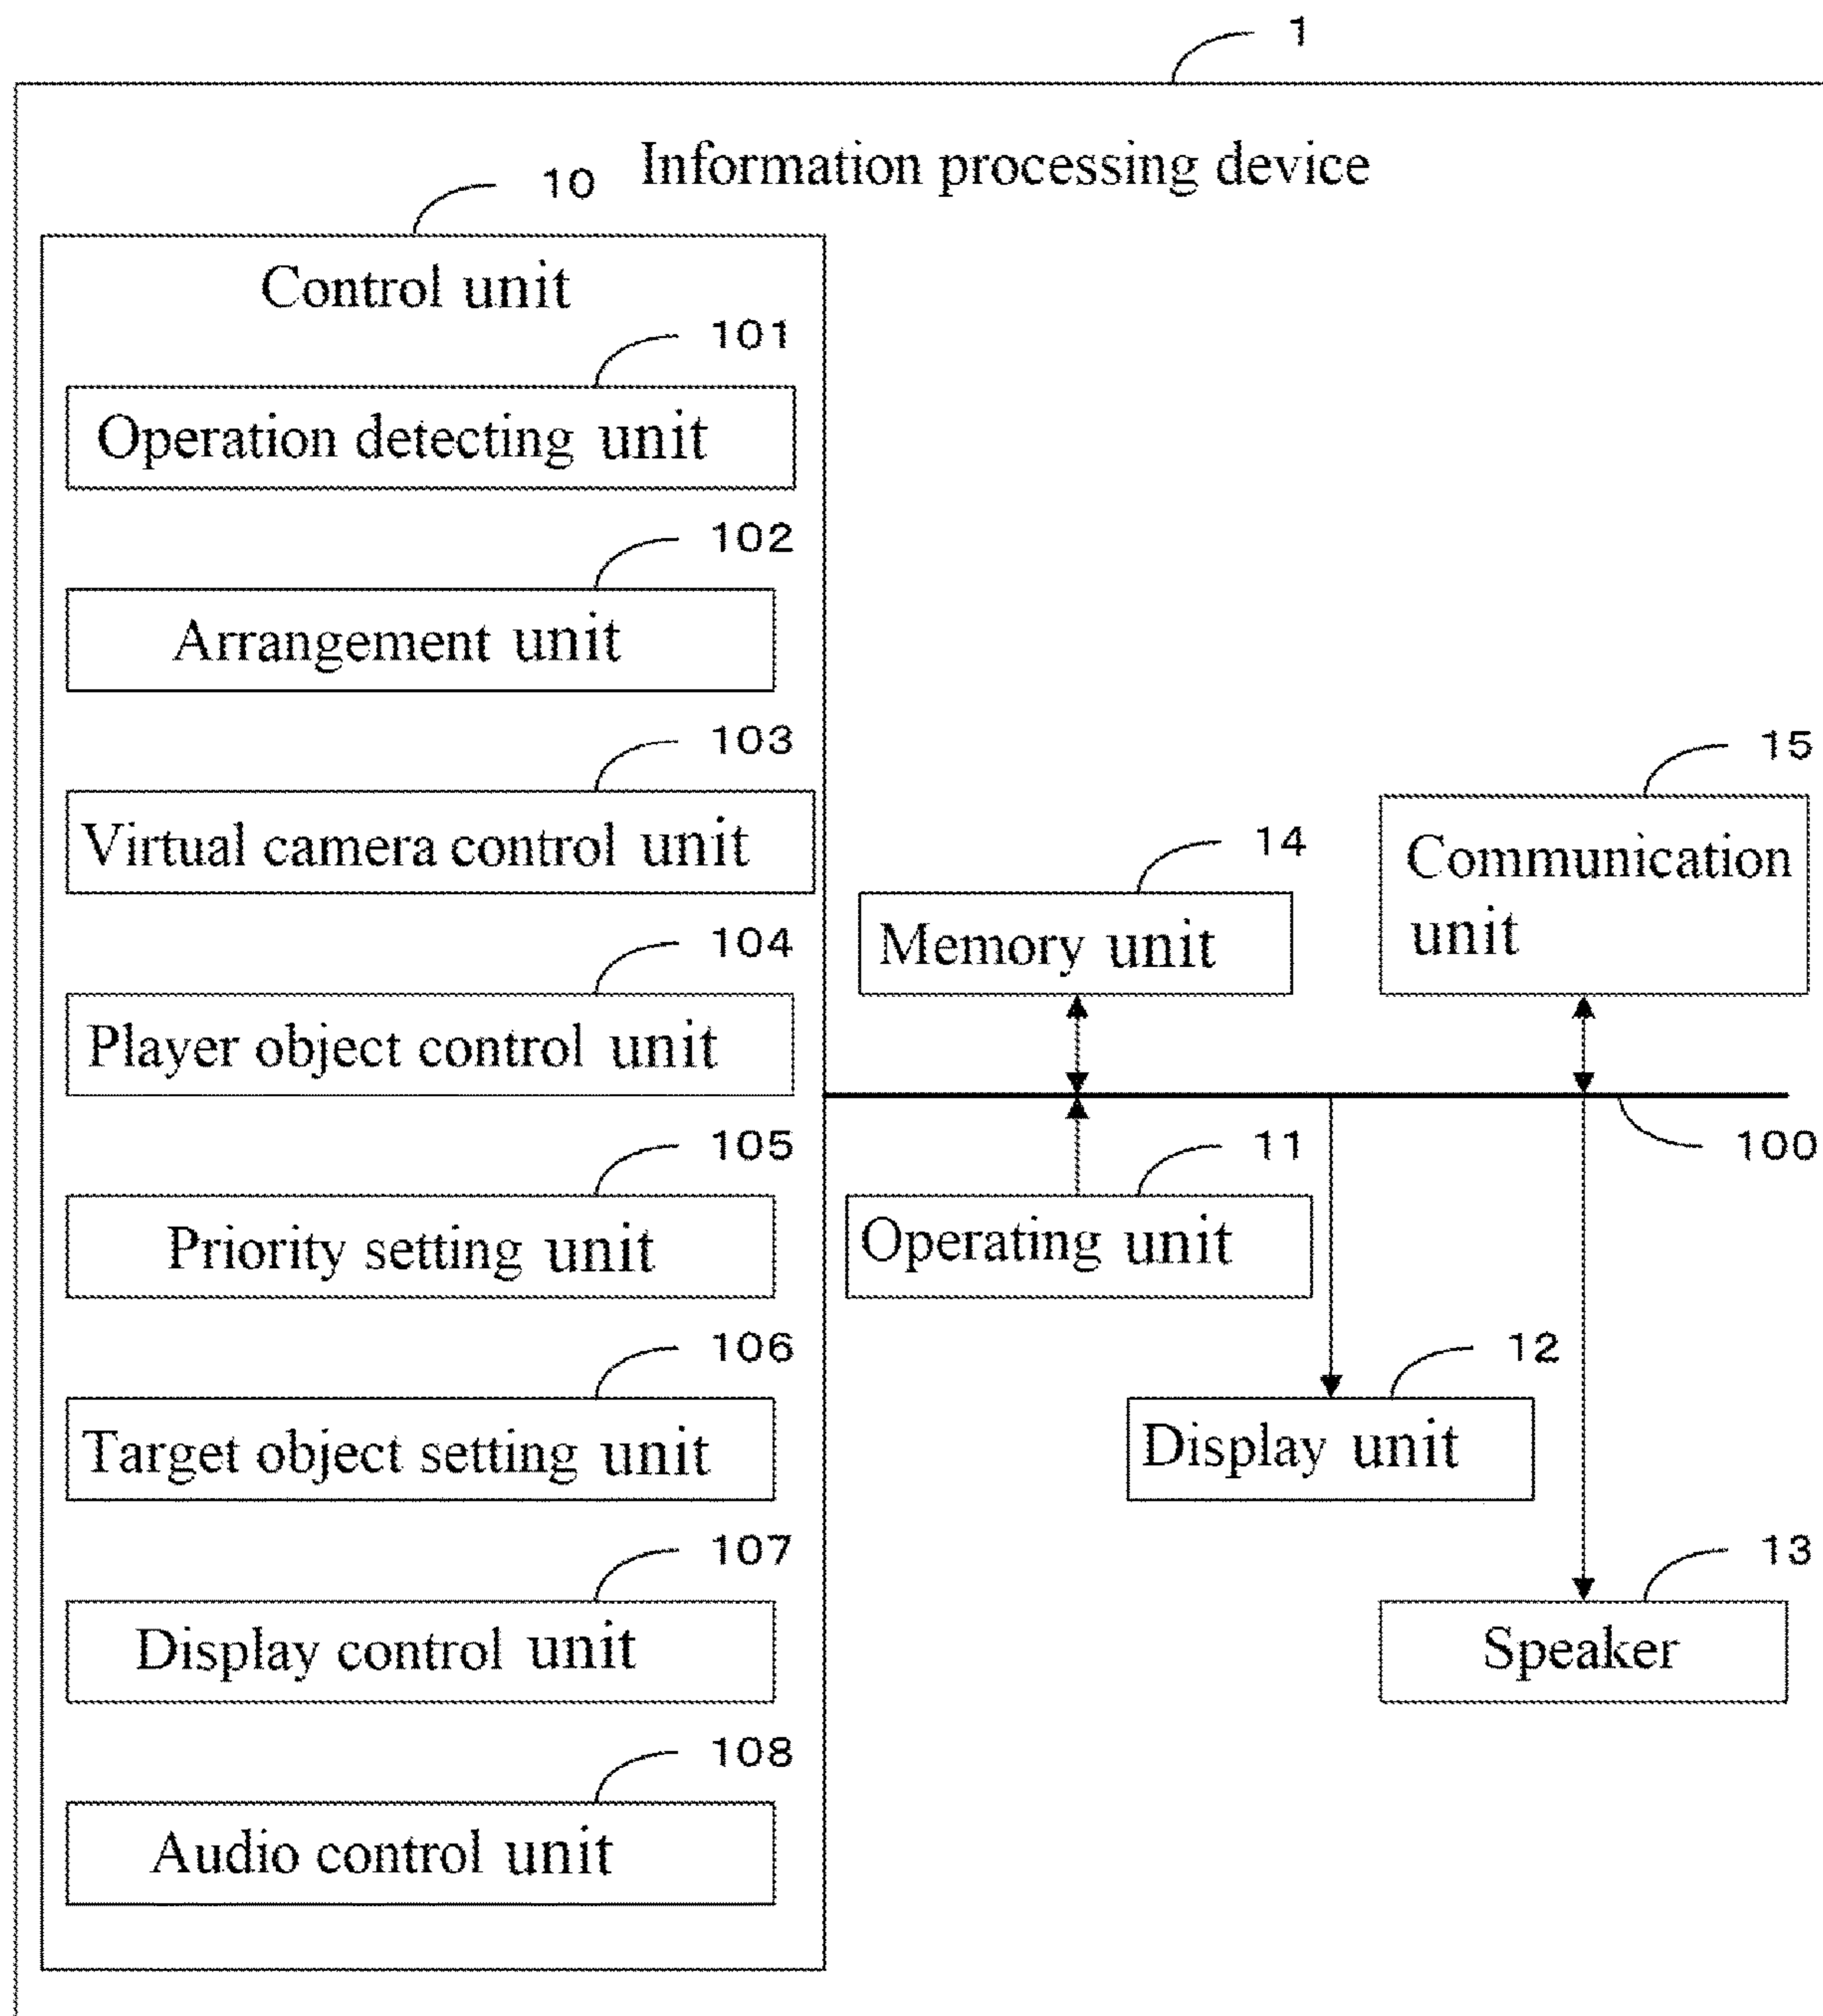 1
Information processing device
10
Control unit
101
Operation detecting unit
102
Arrangement unit
103
Virtual camera control unit
104
Player object control unit
105
Priority setting unit
106
Target object setting unit
107
Display control unit
108
Audio control unit
14
Memory unit
15
Communication
unit
100
11
Operating unit
12
Display unit
13
Speaker